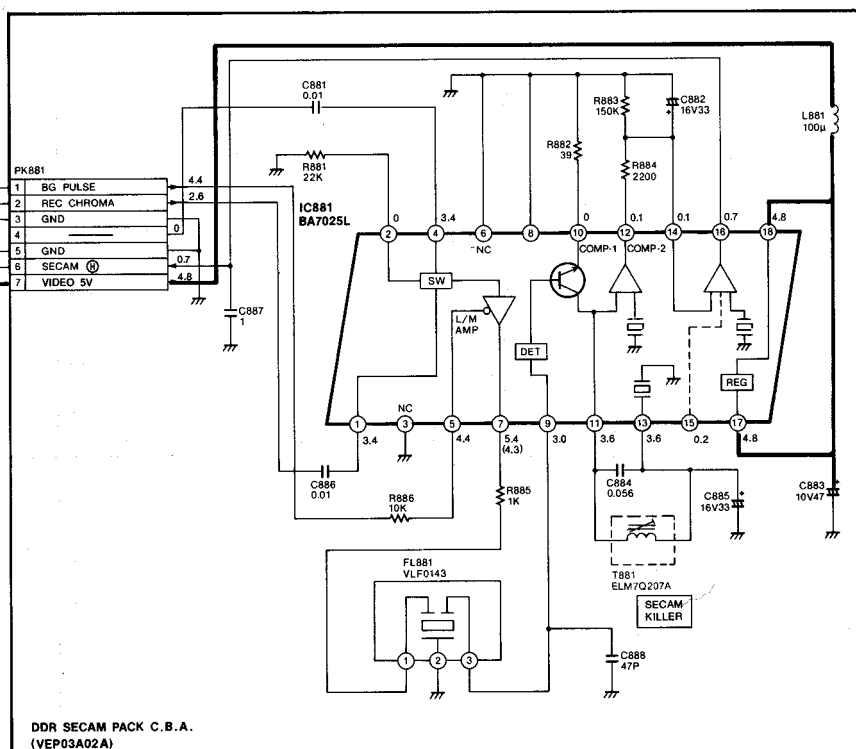 C881
0.01
R883
150K
C882
16V33
L881
100μ
R882
39
R884
2200
R881
22K
IC881
BA7025L
PK881
1 BG PULSE 4.4
2 REC CHROMA 2.6
3 GND
4 0
5 GND
6 SECAM H 0.7
7 VIDEO 5V 4.8
0 3.4 0 0.1 0.1 0.7 4.8
2 4 6 8 10 12 14 16 18
NC COMP-1 COMP-2
SW
L/M
AMP
DET
REG
C887
1
NC
1 3 5 7 9 11 13 15 17
3.4 4.4 5.4 3.0 3.6 3.6 0.2 4.8
(4.3)
C886
0.01
R886
10K
R885
1K
C884
0.056
C885
16V33
C883
10V47
T881
ELM7Q207A
SECAM
KILLER
FL881
VLF0143
1 2 3
C888
47P
DDR SECAM PACK C.B.A.
(VEP03A02A)